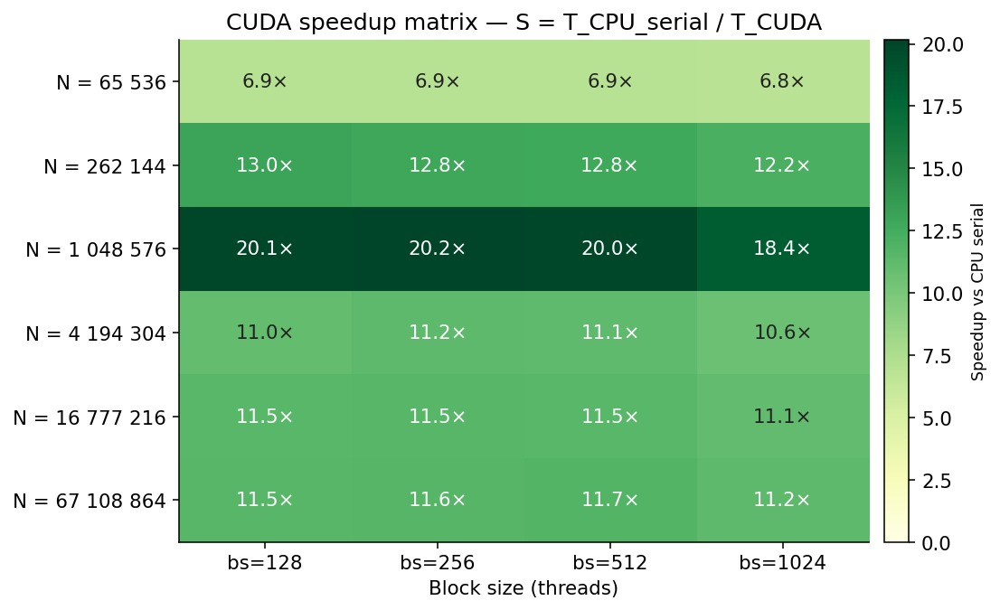 CUDA speedup matrix — S = T_CPU_serial / T_CUDA
N = 65 536 6.9× 6.9× 6.9× 6.8×
N = 262 144 13.0× 12.8× 12.8× 12.2×
N = 1 048 576 20.1× 20.2× 20.0× 18.4×
N = 4 194 304 11.0× 11.2× 11.1× 10.6×
N = 16 777 216 11.5× 11.5× 11.5× 11.1×
N = 67 108 864 11.5× 11.6× 11.7× 11.2×
bs=128 bs=256 bs=512 bs=1024
Block size (threads)
20.0
17.5
15.0
12.5
10.0
7.5
5.0
2.5
0.0
Speedup vs CPU serial